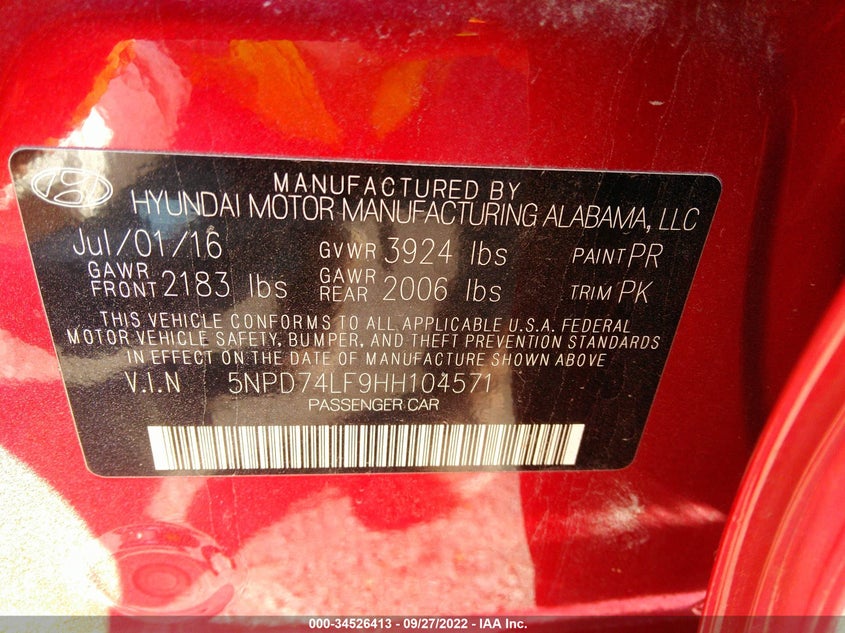 MANUFACTURED BY
HYUNDAI MOTOR MANUFACTURING ALABAMA, LLC
Jul/01/16 GVWR 3924 lbs PAINT PR
GAWR FRONT 2183 lbs GAWR REAR 2006 lbs TRIM PK
THIS VEHICLE CONFORMS TO ALL APPLICABLE U.S.A. FEDERAL
MOTOR VEHICLE SAFETY, BUMPER, AND THEFT PREVENTION STANDARDS
IN EFFECT ON THE DATE OF MANUFACTURE SHOWN ABOVE
V.I.N 5NPD74LF9HH104571
PASSENGER CAR
000-34526413 - 09/27/2022 - IAA Inc.